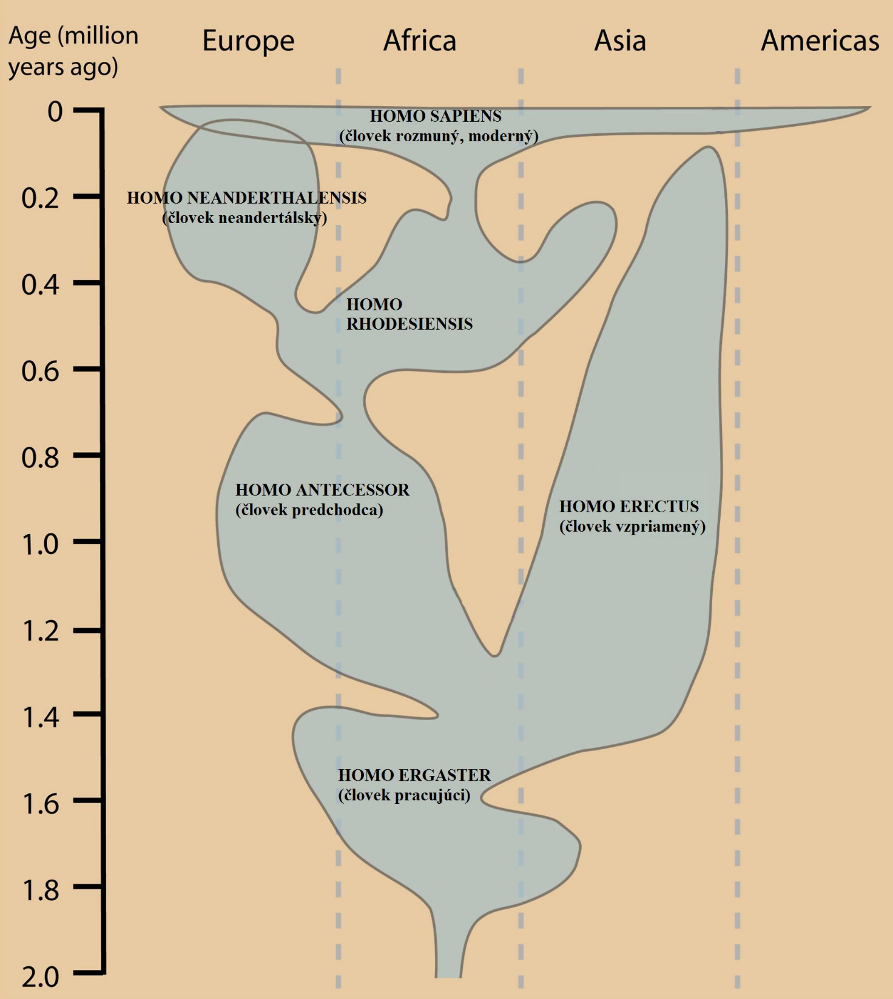 Age (million
years ago)
Europe
Africa
Asia
Americas
0
HOMO SAPIENS
(človek rozmuný, moderný)
0.2
HOMO NEANDERTHALENSIS
(človek neandertálsky)
0.4
HOMO
RHODESIENSIS
0.6
0.8
HOMO ANTECESSOR
(človek predchodca)
HOMO ERECTUS
(človek vzpriamený)
1.0
1.2
1.4
HOMO ERGASTER
(človek pracujúci)
1.6
1.8
2.0